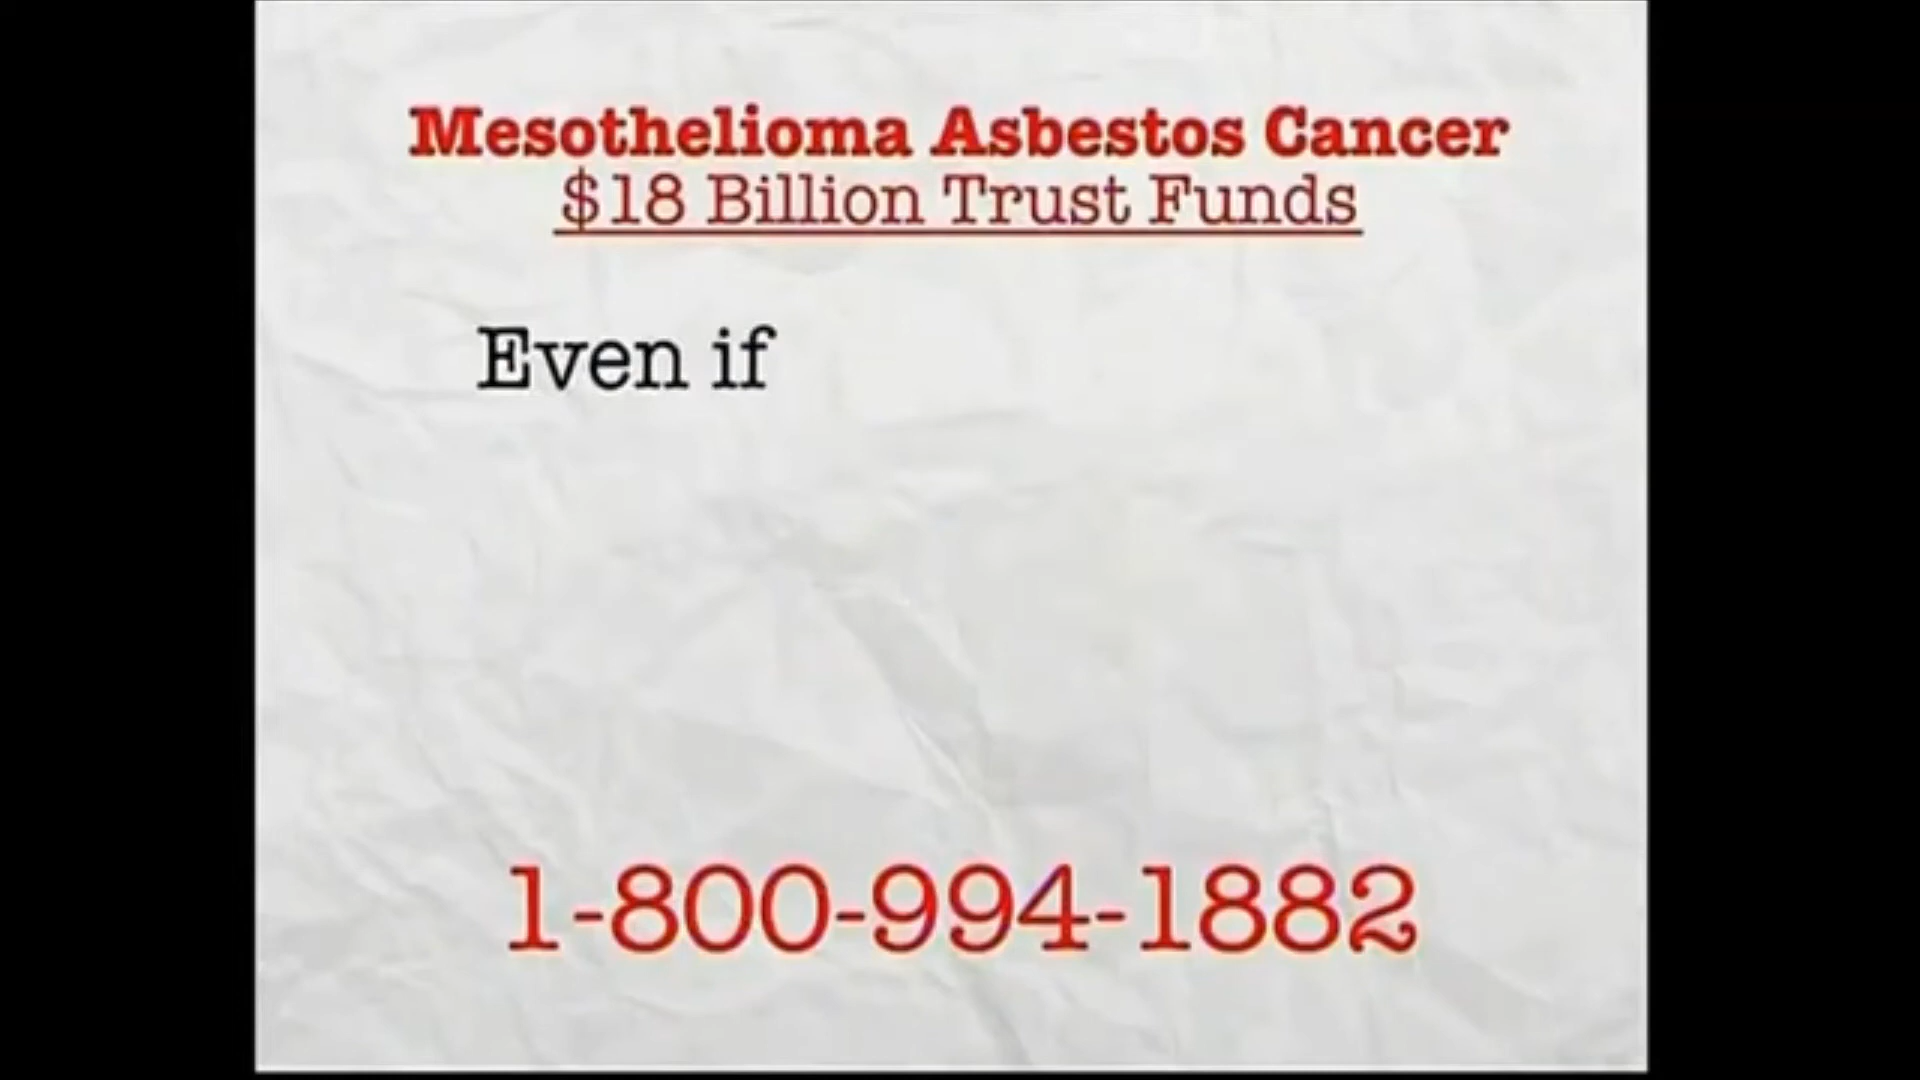 Mesothelioma Asbestos Cancer
$18 Billion Trust Funds
Even if
1-800-994-1882